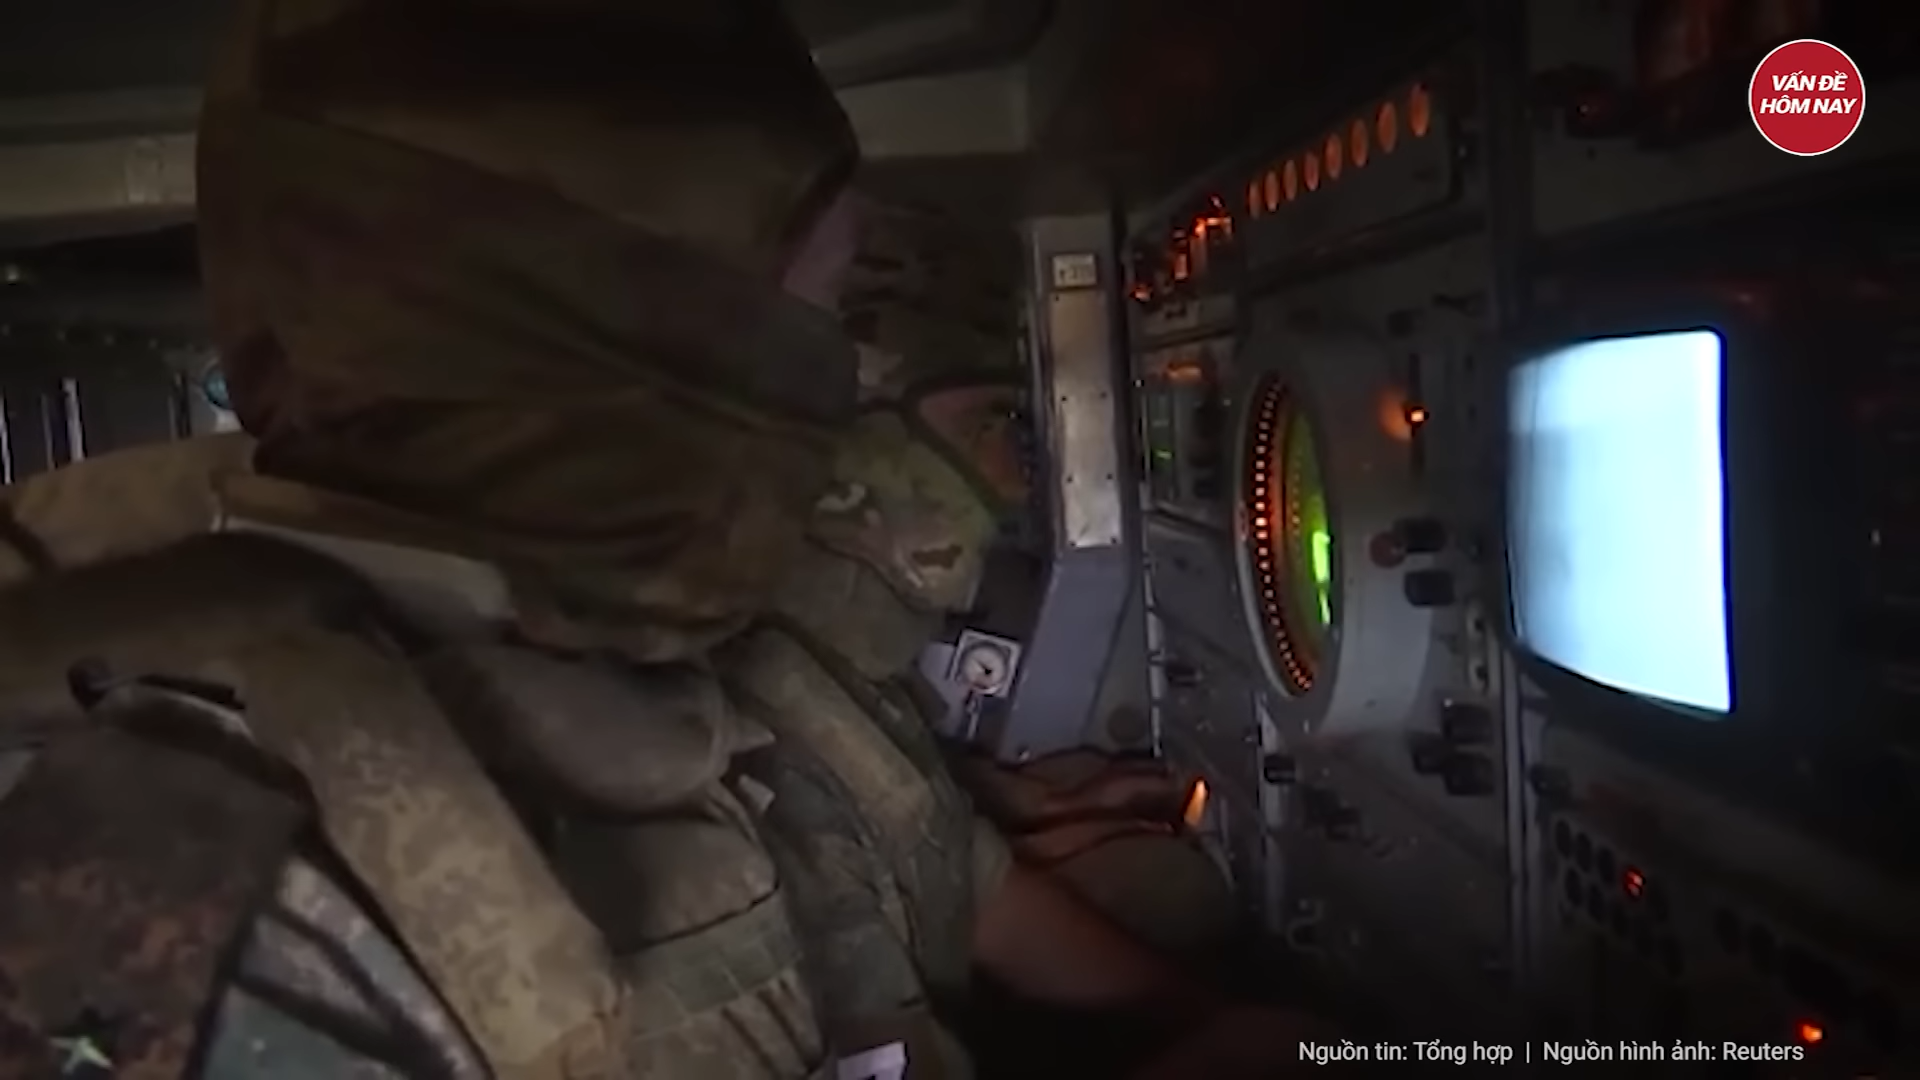 VẤN ĐỀ
HÔM NAY
Nguồn tin: Tổng hợp | Nguồn hình ảnh: Reuters